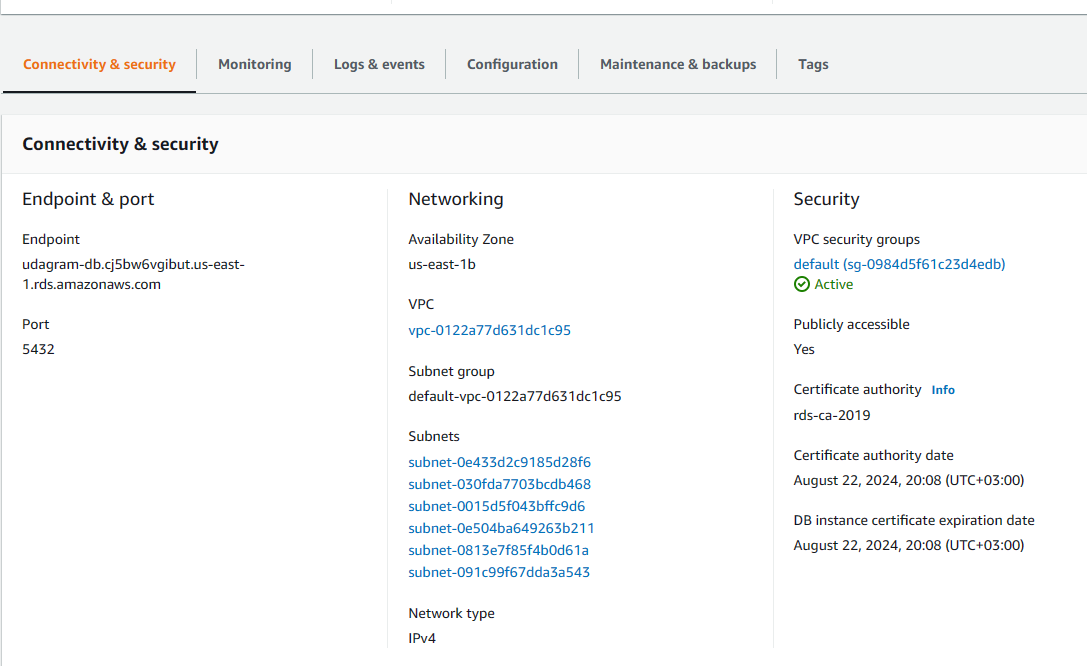 Connectivity & security
Monitoring
Logs & events
Configuration
Maintenance & backups
Tags
Connectivity & security
Endpoint & port
Endpoint
udagram-db.cj5bw6vgibut.us-east-
1.rds.amazonaws.com
Port
5432
Networking
Availability Zone
us-east-1b
VPC
vpc-0122a77d631dc1c95
Subnet group
default-vpc-0122a77d631dc1c95
Subnets
subnet-0e433d2c9185d28f6
subnet-030fda7703bcdb468
subnet-0015d5f043bffc9d6
subnet-0e504ba649263b211
subnet-0813e7f85f4b0d61a
subnet-091c99f67dda3a543
Network type
IPv4
Security
VPC security groups
default (sg-0984d5f61c23d4edb)
Active
Publicly accessible
Yes
Certificate authority Info
rds-ca-2019
Certificate authority date
August 22, 2024, 20:08 (UTC+03:00)
DB instance certificate expiration date
August 22, 2024, 20:08 (UTC+03:00)